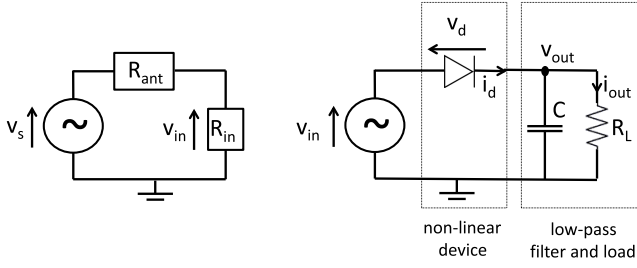 v_d
R_ant
v_out
i_d
i_out
v_s
~
v_in
R_in
v_in
~
C
R_L
non-linear
device
low-pass
filter and load